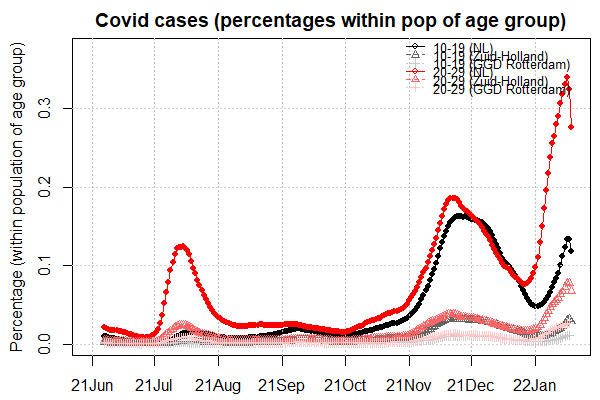 Covid cases (percentages within pop of age group)
Percentage (within population of age group)
0.3
0.2
0.1
0.0
10-19 (NL)
10-19 (Zuid-Holland)
10-19 (GGD Rotterdam)
20-29 (NL)
20-29 (Zuid-Holland)
20-29 (GGD Rotterdam)
21Jun 21Jul 21Aug 21Sep 21Oct 21Nov 21Dec 22Jan